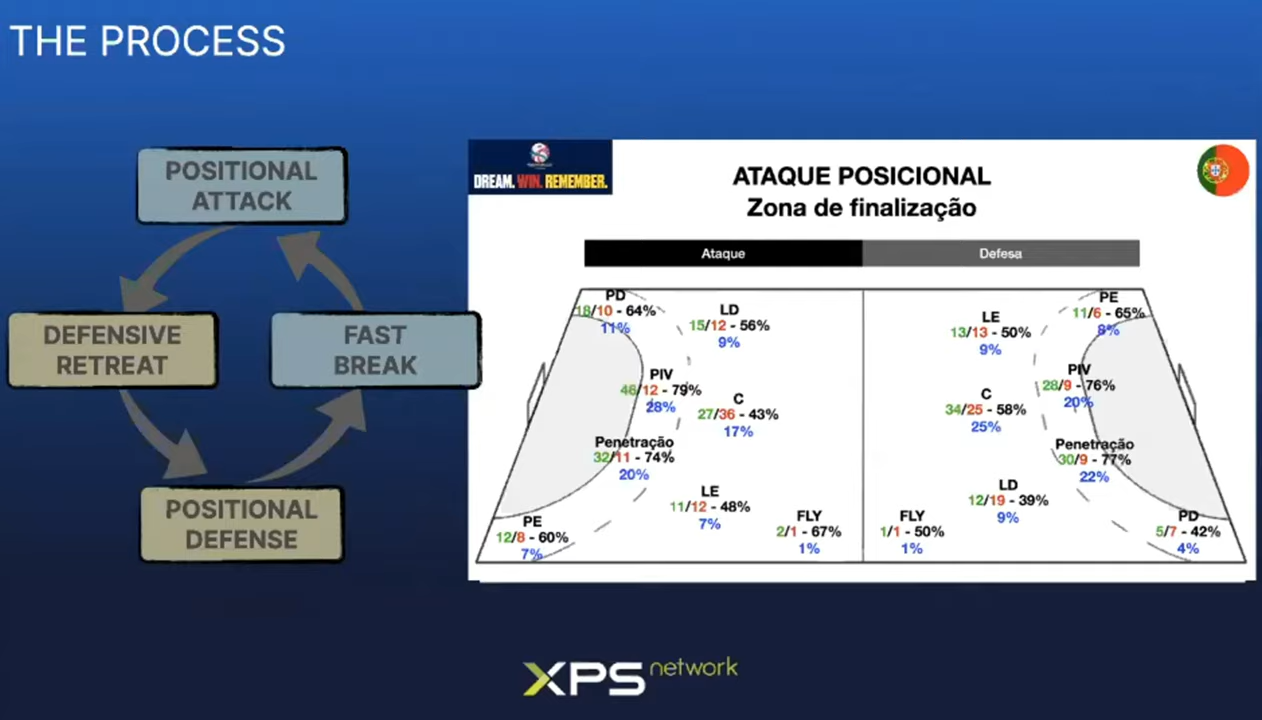 THE PROCESS
POSITIONAL
ATTACK
DEFENSIVE
RETREAT
FAST
BREAK
POSITIONAL
DEFENSE
DREAM. WIN. REMEMBER.
ATAQUE POSICIONAL
Zona de finalização
Ataque
Defesa
PD
18/10 - 64%
11%
LD
15/12 - 56%
9%
PIV
46/12 - 79%
28%
C
27/36 - 43%
17%
Penetração
32/11 - 74%
20%
LE
11/12 - 48%
7%
PE
12/8 - 60%
7%
FLY
2/1 - 67%
1%
PE
11/6 - 65%
8%
LE
13/13 - 50%
9%
PIV
28/9 - 76%
20%
C
34/25 - 58%
25%
Penetração
30/9 - 77%
22%
LD
12/19 - 39%
9%
FLY
1/1 - 50%
1%
PD
5/7 - 42%
4%
XPS network